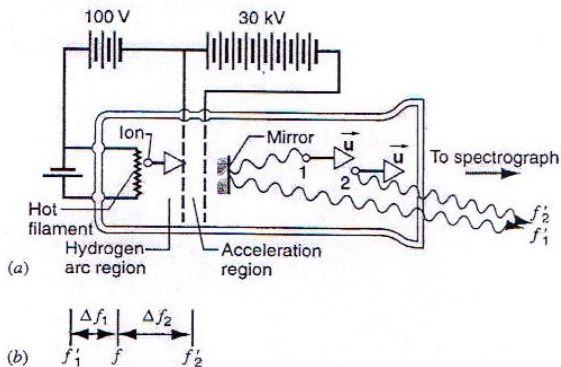 100 V
30 kV
Ion
Mirror
u
1
u
2
To spectrograph
Hot
filament
f'₂
f'₁
Hydrogen
arc region
Acceleration
region
(a)
Δf₁
Δf₂
(b)
f'₁
f
f'₂